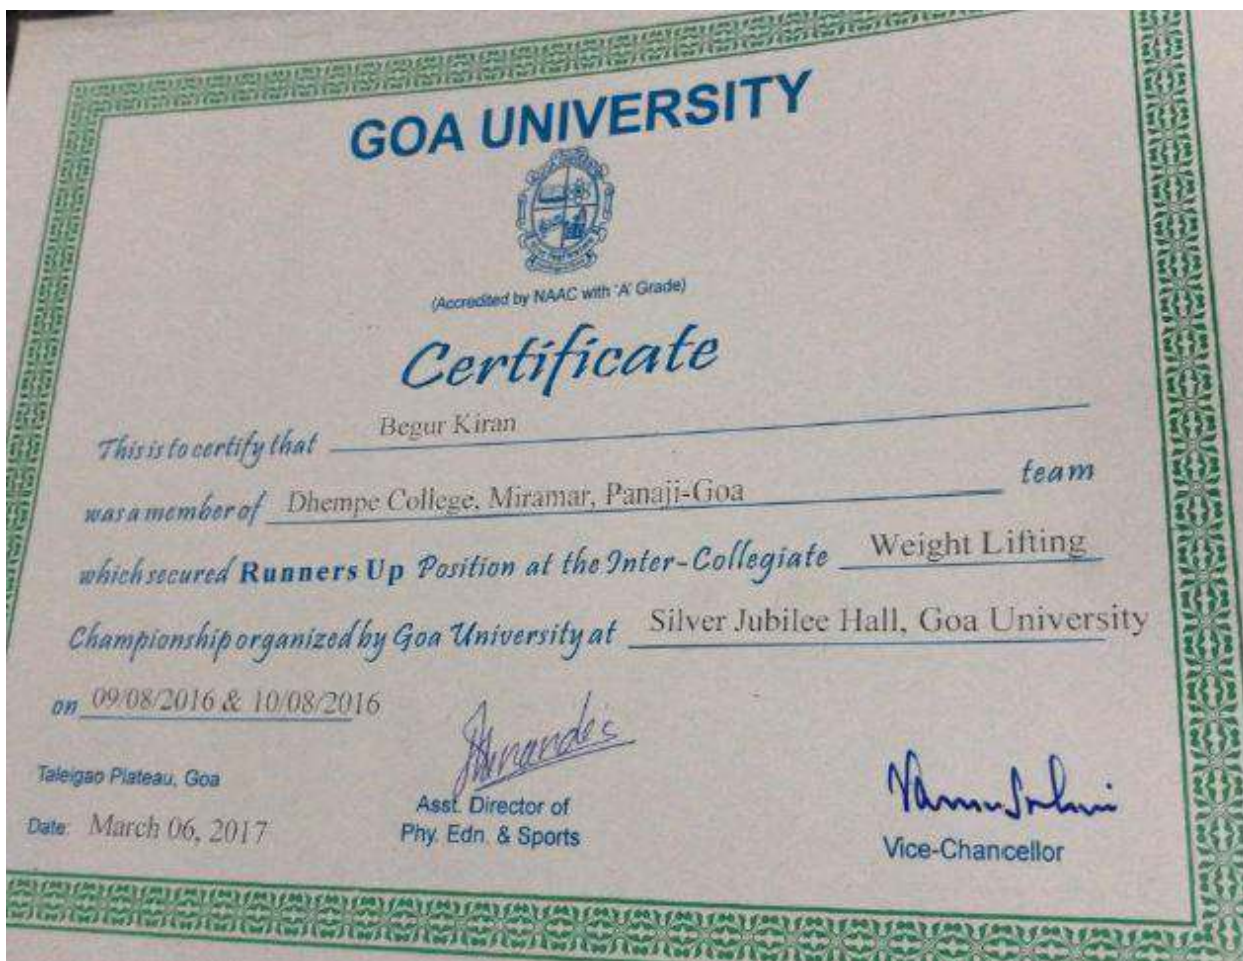 GOA UNIVERSITY
(Accredited by NAAC with 'A' Grade)
Certificate
This is to certify that Begur Kiran
was a member of Dhempe College, Miramar, Panaji-Goa team
which secured Runners Up Position at the Inter-Collegiate Weight Lifting
Championship organized by Goa University at Silver Jubilee Hall, Goa University
on 09/08/2016 & 10/08/2016
Taleigao Plateau, Goa
Date: March 06, 2017
Asst. Director of
Phy. Edn. & Sports
Vice-Chancellor